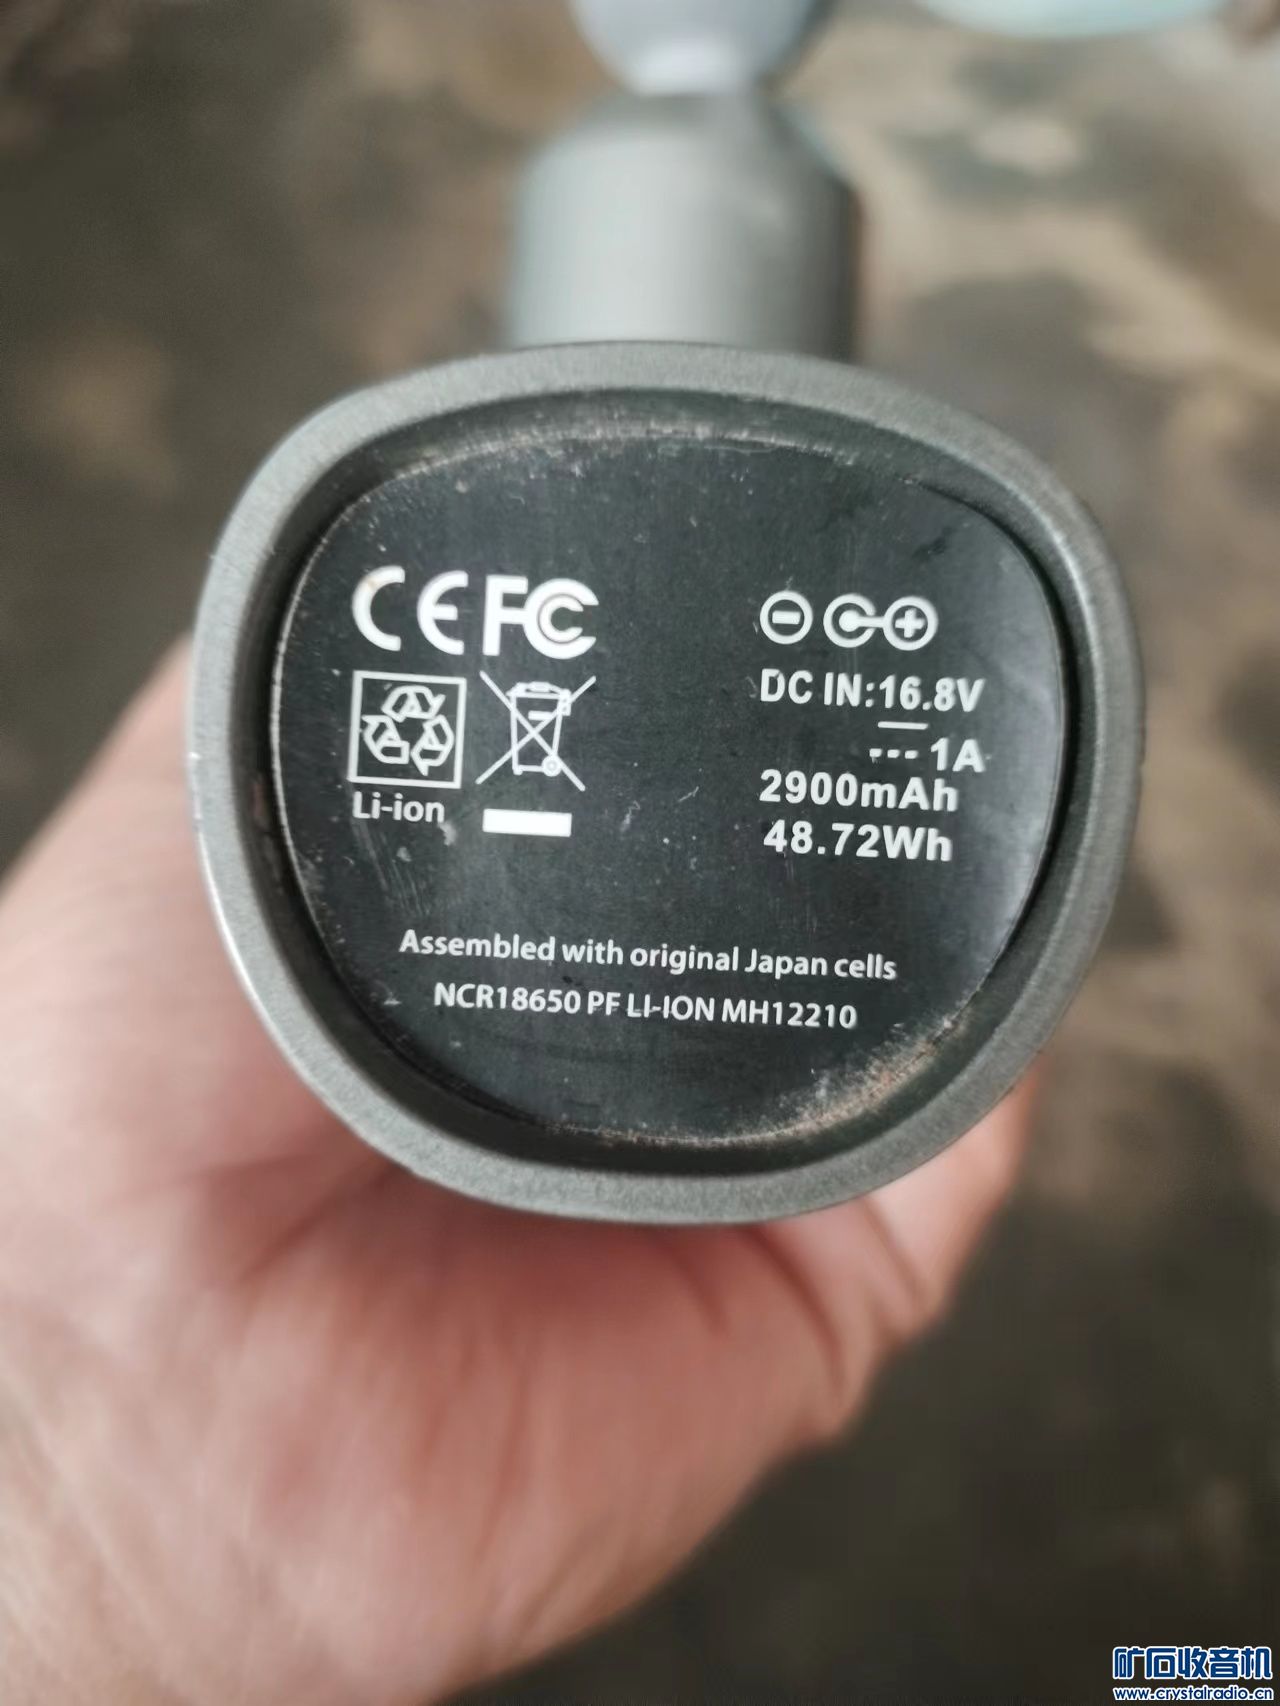 CE FC
Li-ion
DC IN:16.8V
1A
2900mAh
48.72Wh
Assembled with original Japan cells
NCR18650 PF LI-ION MH12210
矿石收音机
www.crystalradio.cn